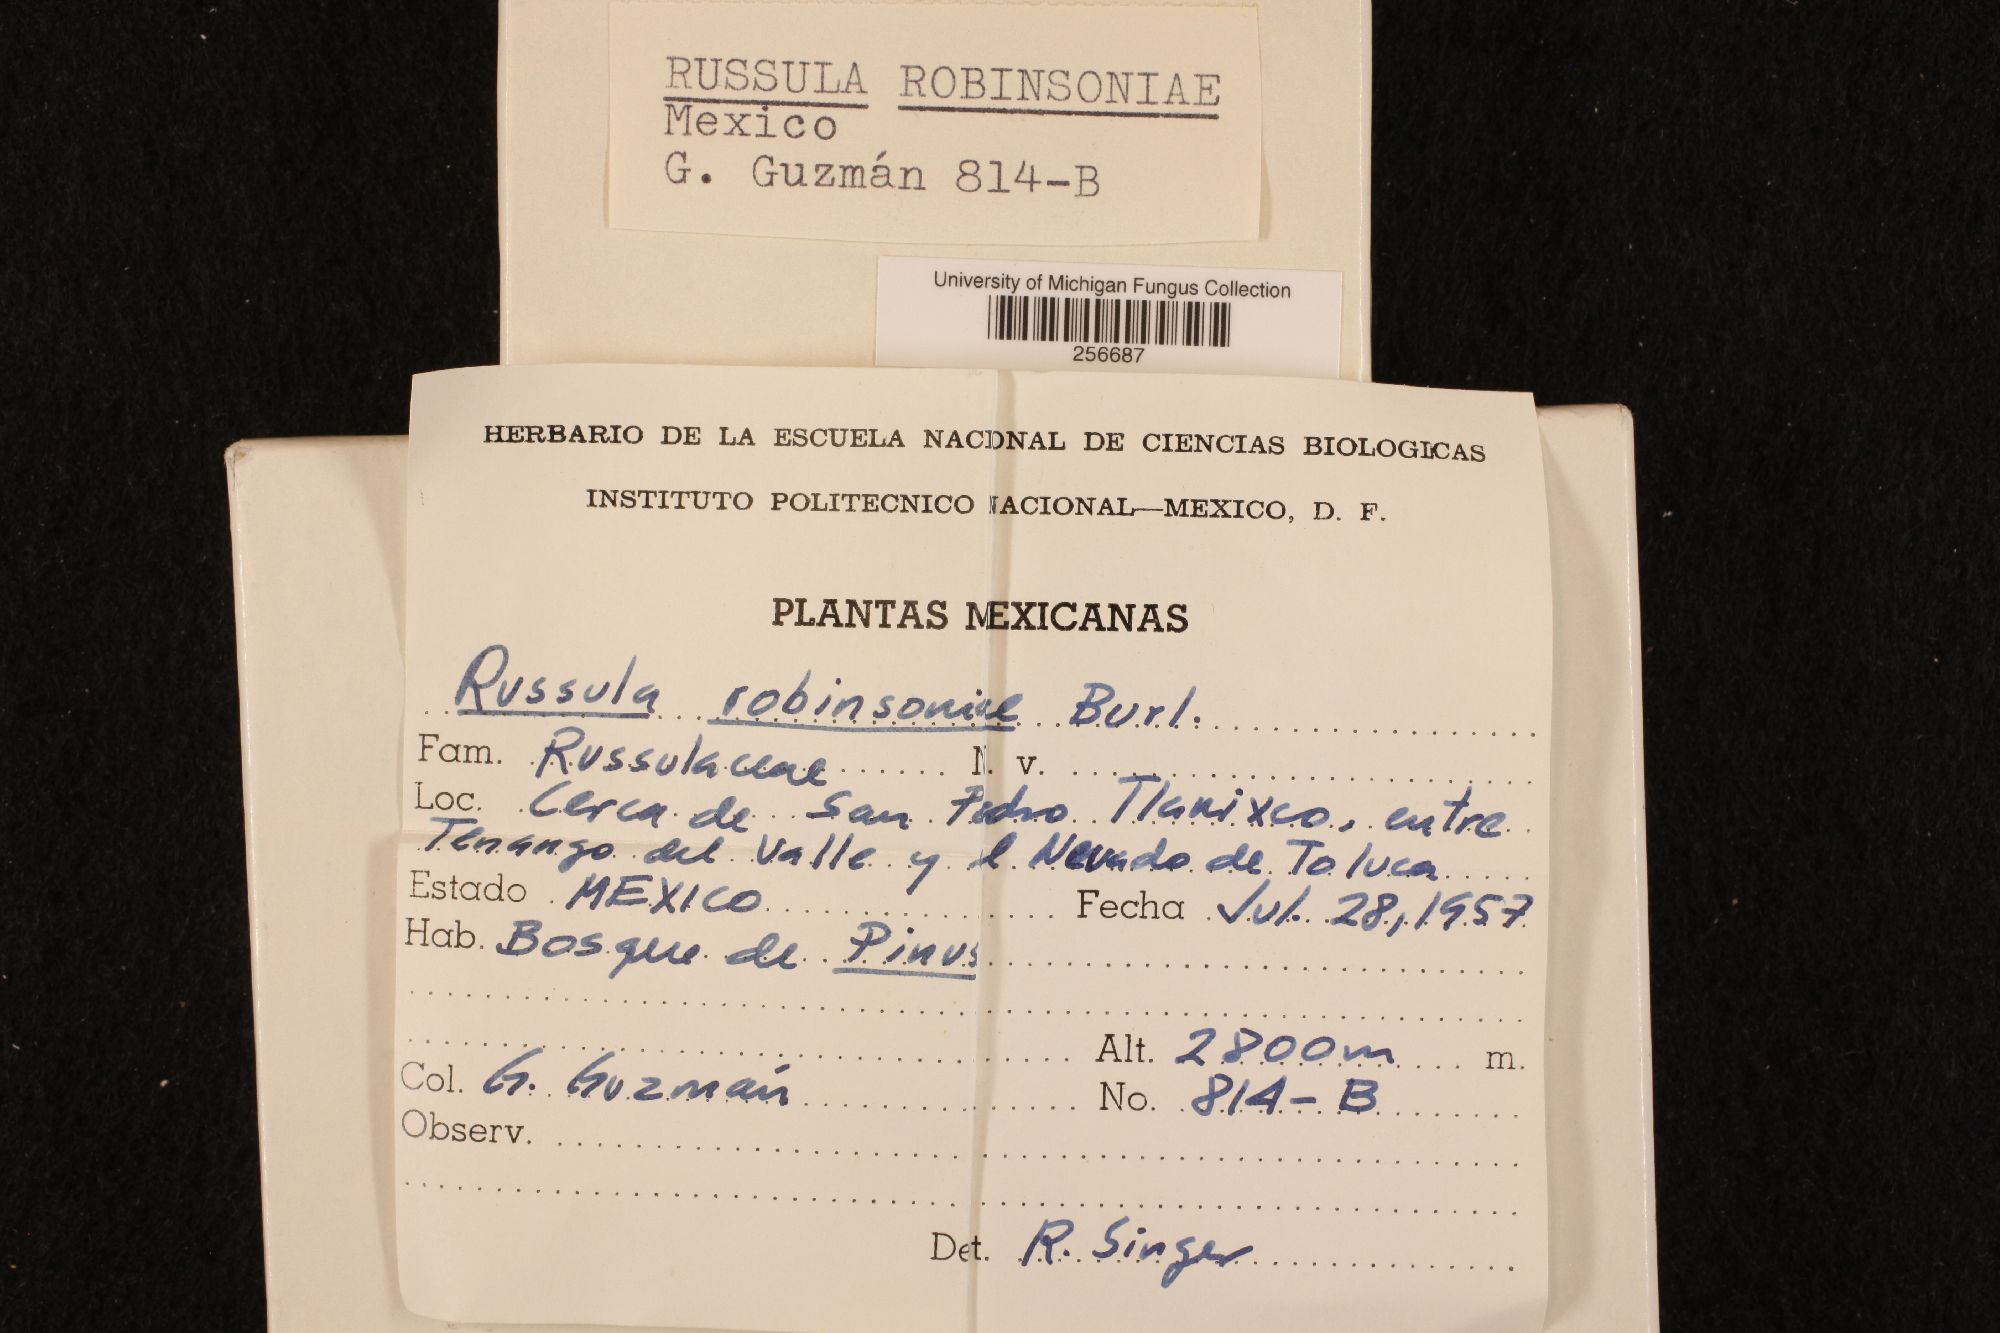 RUSSULA ROBINSONIAE
Mexico
G. Guzmán 814-B
University of Michigan Fungus Collection
256687
HERBARIO DE LA ESCUELA NACIONAL DE CIENCIAS BIOLOGICAS
INSTITUTO POLITECNICO NACIONAL—MEXICO, D. F.
PLANTAS MEXICANAS
Russula robinsoniae Burl.
Fam. Russulaceae N. v.
Loc. Cerca de San Pedro Tlanixco, entre
Tenango del Valle y el Nevado de Toluca
Estado MEXICO Fecha Jul. 28, 1957
Hab. Bosque de Pinus
Alt. 2800m m.
Col. G. Guzmán No. 814-B
Observ.
Det. R. Singer